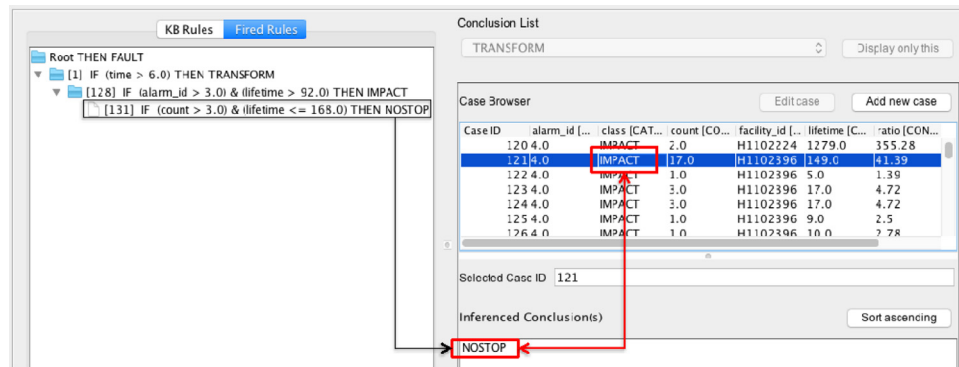 KB Rules Fired Rules
Root THEN FAULT
[1] IF (time > 6.0) THEN TRANSFORM
[128] IF (alarm_id > 3.0) & (lifetime > 92.0) THEN IMPACT
[131] IF (count > 3.0) & (lifetime <= 168.0) THEN NOSTOP
Conclusion List
TRANSFORM Display only this
Case Browser Edit case Add new case
Case ID alarm_id [... class [CAT... count [CO... facility_id [... lifetime [C... ratio [CON...
120 4.0 IMPACT 2.0 H1102224 1279.0 355.28
121 4.0 IMPACT 17.0 H1102396 149.0 41.39
122 4.0 IMPACT 1.0 H1102396 5.0 1.39
123 4.0 IMPACT 3.0 H1102396 17.0 4.72
124 4.0 IMPACT 3.0 H1102396 17.0 4.72
125 4.0 IMPACT 1.0 H1102396 9.0 2.5
126 4.0 IMPACT 1.0 H1102396 10.0 2.78
Selected Case ID 121
Inferenced Conclusion(s) Sort ascending
NOSTOP